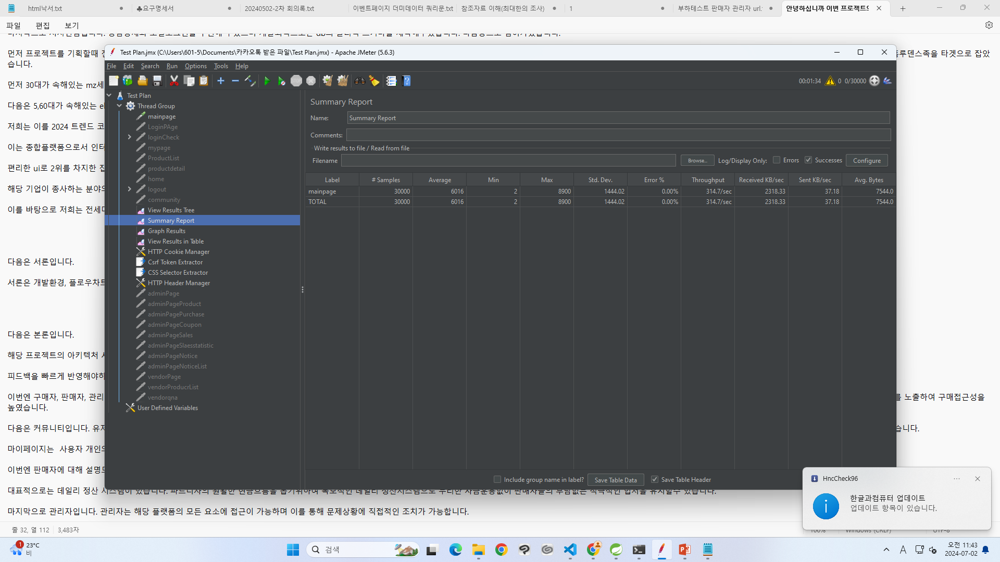 html낙서.txt
♣요구명세서
20240502-2차 회의록.txt
이벤트페이지 더미데이터 쿼리문.txt
참조자료 이해(최대한의 조사)
1
부하테스트 판매자 관리자 url.
안녕하십니까 이번 프로젝트의
파일 편집 보기
먼저 프로젝트를 기획할때
루덴스족을 타겟으로 잡았
습니다.
먼저 30대가 속해있는 mz세
다음은 5,60대가 속해있는
저희는 이를 2024 트렌드 코
이는 종합플랫폼으로서
편리한 ui로 2위를 차지한
해당 기업이 종사하는
이를 바탕으로 저희는
다음은 서론입니다.
서론은 개발환경, 플로우차트
다음은 본론입니다.
해당 프로젝트의 아키텍처
피드백을 빠르게 반영해야하
이번엔 구매자, 판매자, 관리
를 노출하여 구매접근성을
높였습니다.
다음은 커뮤니티입니다. 유저
습니다.
마이페이지는 사용자 개인의
이번엔 판매자에 대해
대표적으로는 데일리 정산 시스템이 있습니다.
마지막으로 관리자입니다. 관리자는 해당 플랫폼의 모든 요소에 접근이 가능하며 이를 통해 문제상황에 직접적인 조치가 가능합니다.
줄 32, 열 112 3,483자 100% Windows (CRLF) UTF-8
Test Plan.jmx (C:\Users\601-5\Documents\카카오톡 받은 파일\Test Plan.jmx) - Apache JMeter (5.6.3)
File Edit Search Run Options Tools Help
00:01:34 0 0/30000
Test Plan
Thread Group
mainpage
LoginPAge
loginCheck
mypage
ProductList
productdetail
home
logout
community
View Results Tree
Summary Report
Graph Results
View Results in Table
HTTP Cookie Manager
Csrf Token Extractor
CSS Selector Extractor
HTTP Header Manager
adminPage
adminPageProduct
adminPagePurchase
adminPageCoupon
adminPageSales
adminPageSlaesstatistic
adminPageNotice
adminPageNoticeList
vendorPage
vendorProducrList
vendorqna
User Defined Variables
Summary Report
Name: Summary Report
Comments:
Write results to file / Read from file
Filename Browse... Log/Display Only: Errors Successes Configure
Label # Samples Average Min Max Std. Dev. Error % Throughput Received KB/sec Sent KB/sec Avg. Bytes
mainpage 30000 6016 2 8900 1444.02 0.00% 314.7/sec 2318.33 37.18 7544.0
TOTAL 30000 6016 2 8900 1444.02 0.00% 314.7/sec 2318.33 37.18 7544.0
Include group name in label? Save Table Data Save Table Header
HncCheck96
한글과컴퓨터 업데이트
업데이트 항목이 있습니다.
1
23°C
비
검색
A
오전 11:43
2024-07-02